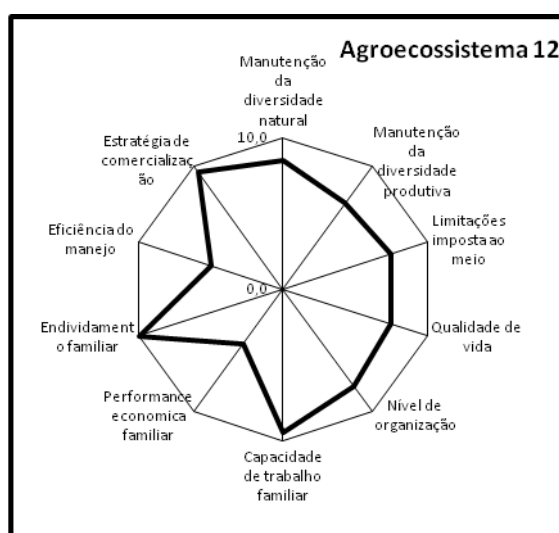 Agroecossistema 12
Manutenção
da
diversidade
natural
10,0
Manutenção
da
diversidade
produtiva
Limitações
imposta ao
meio
Qualidade de
vida
Nível de
organização
Capacidade
de trabalho
familiar
Performance
economica
familiar
Endividament
o familiar
Eficiência do
manejo
Estratégia de
comercializaç
ão
0,0